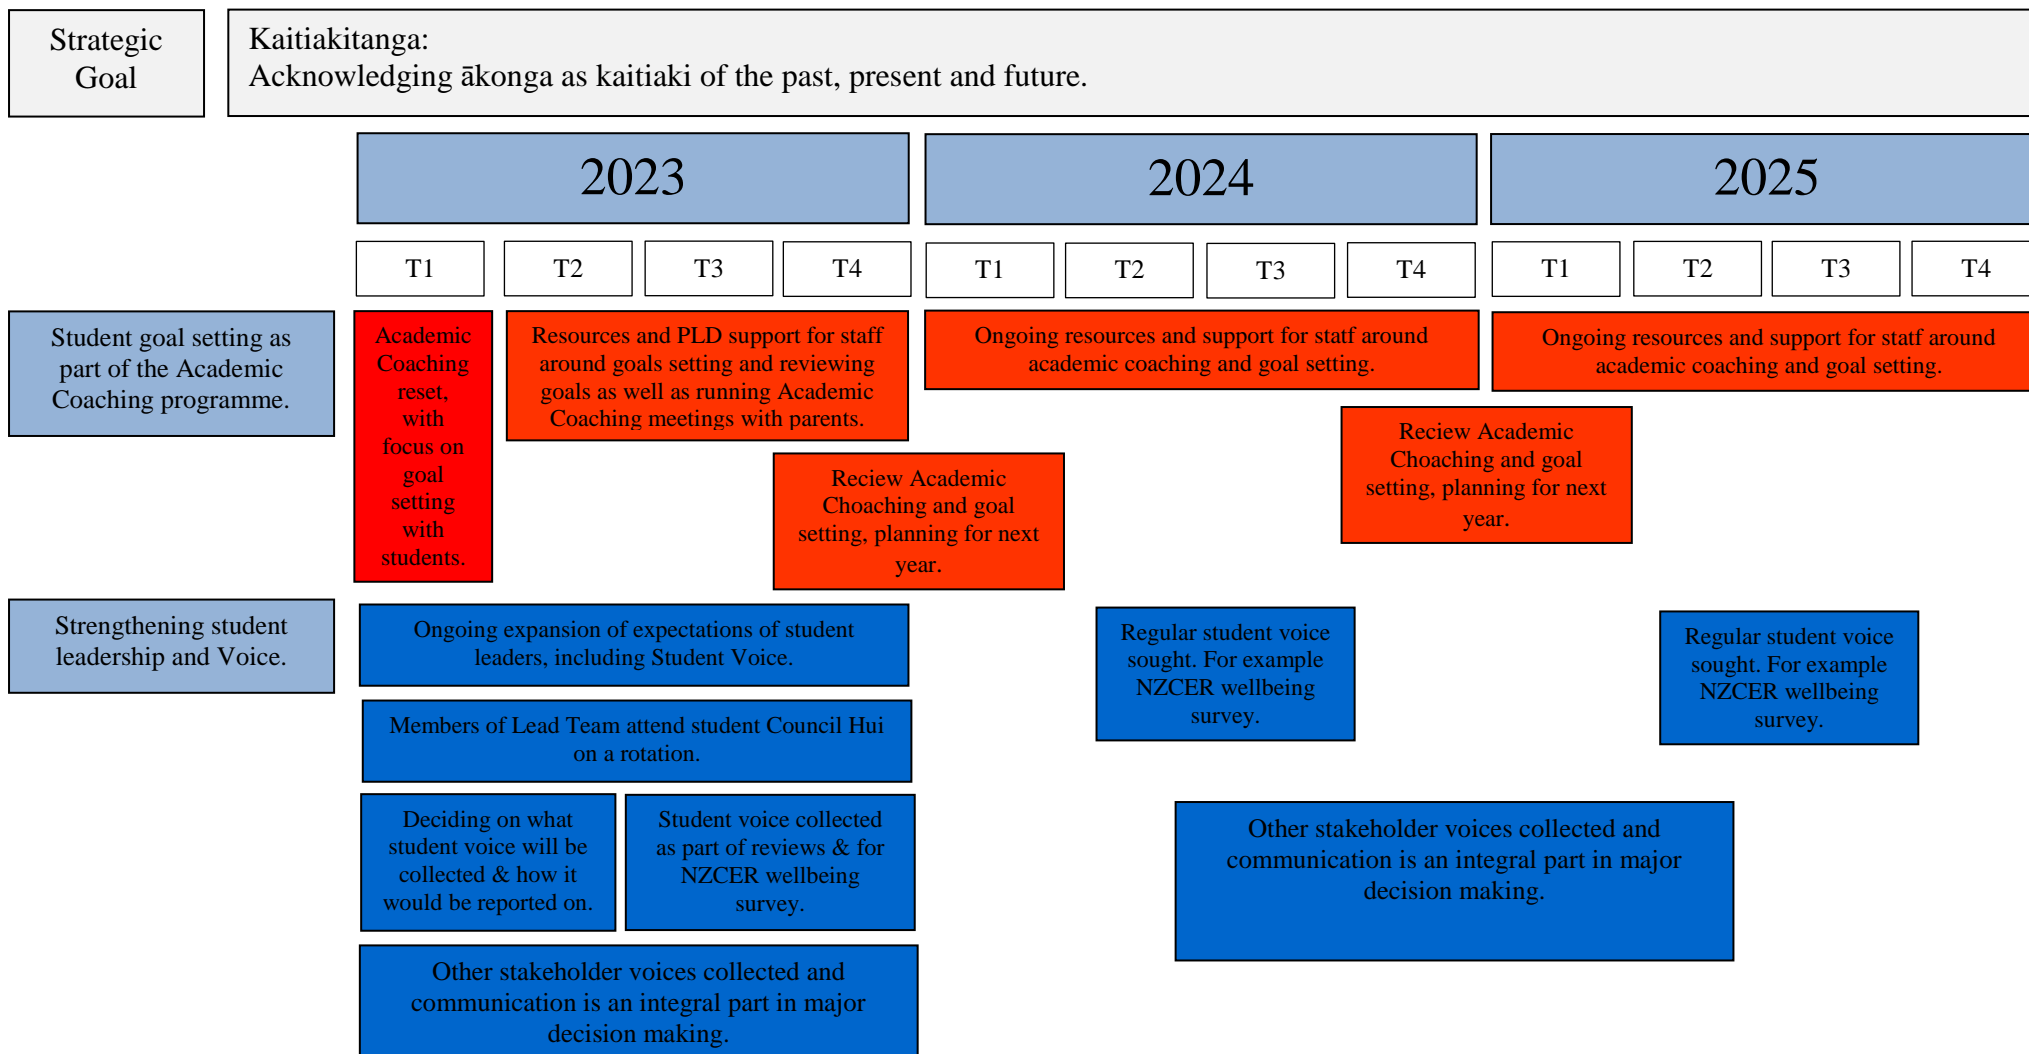 Strategic
Goal
Kaitiakitanga:
Acknowledging ākonga as kaitiaki of the past, present and future.
2023
2024
2025
T1
T2
T3
T4
T1
T2
T3
T4
T1
T2
T3
T4
Student goal setting as
part of the Academic
Coaching programme.
Academic
Coaching
reset,
with
focus on
goal
setting
with
students.
Resources and PLD support for staff
around goals setting and reviewing
goals as well as running Academic
Coaching meetings with parents.
Ongoing resources and support for statf around
academic coaching and goal setting.
Ongoing resources and support for statf around
academic coaching and goal setting.
Reciew Academic
Choaching and goal
setting, planning for next
year.
Reciew Academic
Choaching and goal
setting, planning for next
year.
Strengthening student
leadership and Voice.
Ongoing expansion of expectations of student
leaders, including Student Voice.
Regular student voice
sought. For example
NZCER wellbeing
survey.
Regular student voice
sought. For example
NZCER wellbeing
survey.
Members of Lead Team attend student Council Hui
on a rotation.
Deciding on what
student voice will be
collected & how it
would be reported on.
Student voice collected
as part of reviews & for
NZCER wellbeing
survey.
Other stakeholder voices collected and
communication is an integral part in major
decision making.
Other stakeholder voices collected and
communication is an integral part in major
decision making.